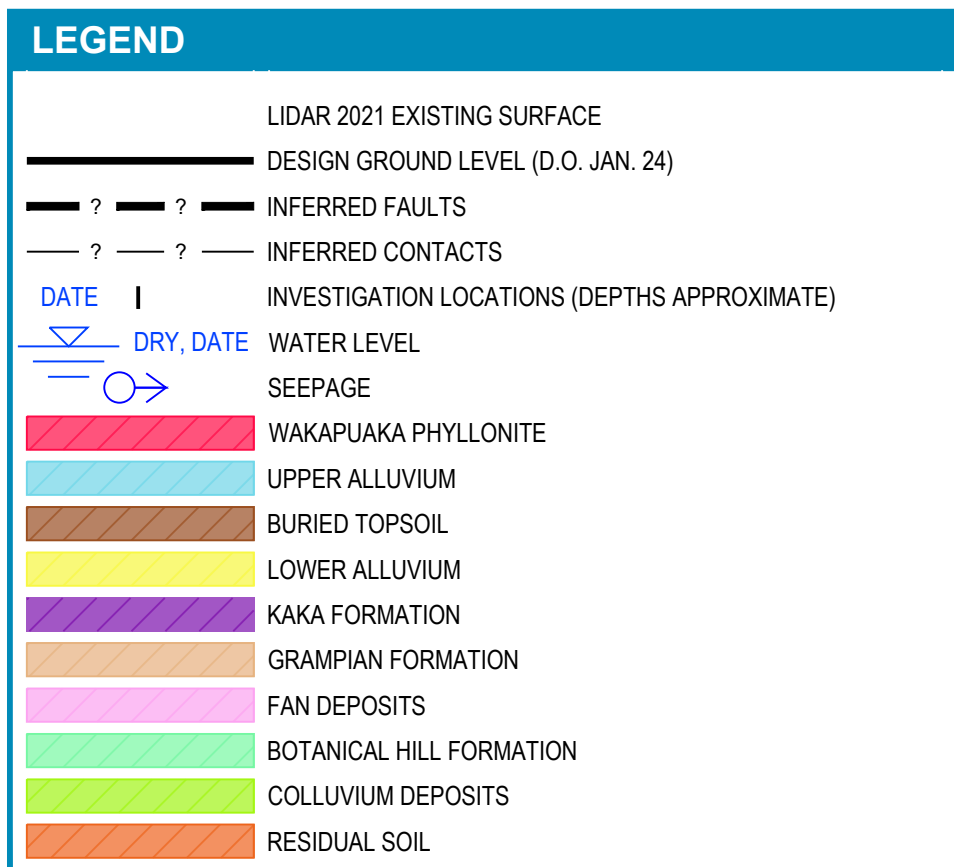 LEGEND
LIDAR 2021 EXISTING SURFACE
DESIGN GROUND LEVEL (D.O. JAN. 24)
? ? INFERRED FAULTS
? ? INFERRED CONTACTS
DATE INVESTIGATION LOCATIONS (DEPTHS APPROXIMATE)
DRY, DATE WATER LEVEL
SEEPAGE
WAKAPUAKA PHYLLONITE
UPPER ALLUVIUM
BURIED TOPSOIL
LOWER ALLUVIUM
KAKA FORMATION
GRAMPIAN FORMATION
FAN DEPOSITS
BOTANICAL HILL FORMATION
COLLUVIUM DEPOSITS
RESIDUAL SOIL